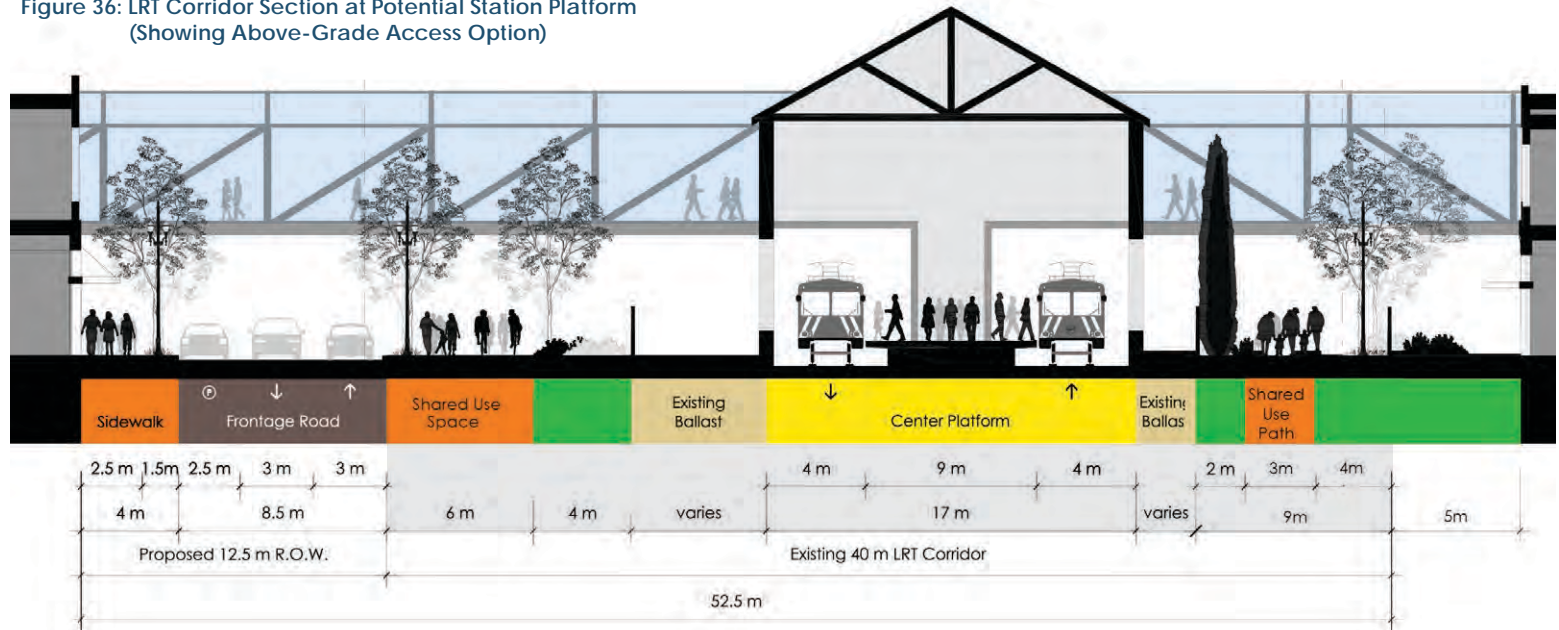 Figure 36: LRT Corridor Section at Potential Station Platform
(Showing Above-Grade Access Option)
P
Sidewalk
Frontage Road
Shared Use
Space
Existing
Ballast
Center Platform
Existing
Ballas
Shared
Use
Path
2.5 m 1.5m 2.5 m 3 m 3 m 4 m 9 m 4 m 2 m 3m 4m
4 m 8.5 m 6 m 4 m varies 17 m varies 9m 5m
Proposed 12.5 m R.O.W. Existing 40 m LRT Corridor
52.5 m